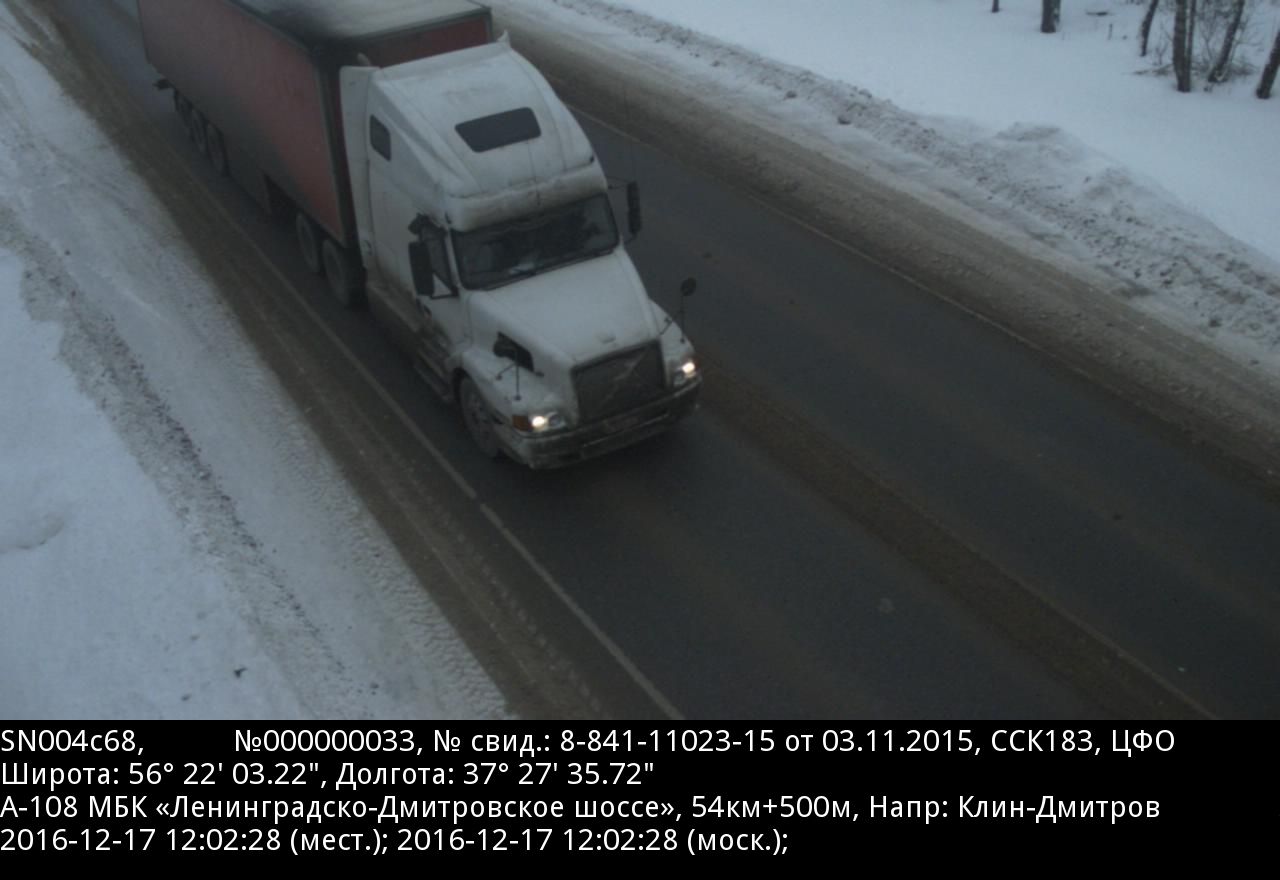 SN004c68, №000000033, № свид.: 8-841-11023-15 от 03.11.2015, ССК183, ЦФО
Широта: 56° 22' 03.22", Долгота: 37° 27' 35.72"
А-108 МБК «Ленинградско-Дмитровское шоссе», 54км+500м, Напр: Клин-Дмитров
2016-12-17 12:02:28 (мест.); 2016-12-17 12:02:28 (моск.);